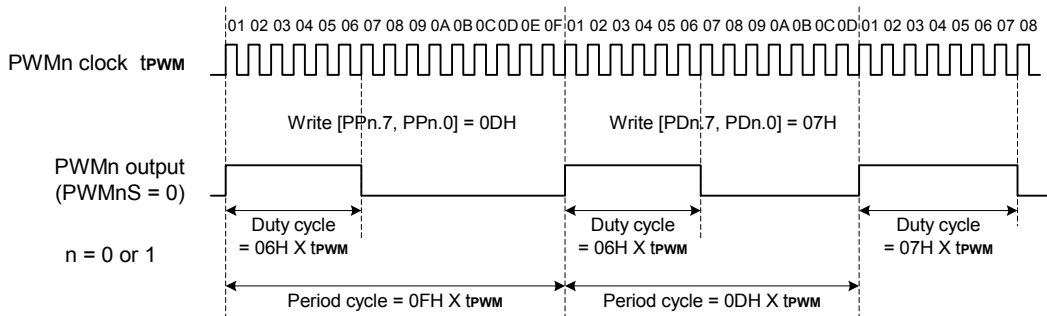 01 02 03 04 05 06 07 08 09 0A 0B 0C 0D 0E 0F 01 02 03 04 05 06 07 08 09 0A 0B 0C 0D 01 02 03 04 05 06 07 08
PWMn clock tPWM
Write [PPn.7, PPn.0] = 0DH
Write [PDn.7, PDn.0] = 07H
PWMn output
(PWMnS = 0)
Duty cycle
= 06H X tPWM
Duty cycle
= 06H X tPWM
Duty cycle
= 07H X tPWM
n = 0 or 1
Period cycle = 0FH X tPWM
Period cycle = 0DH X tPWM